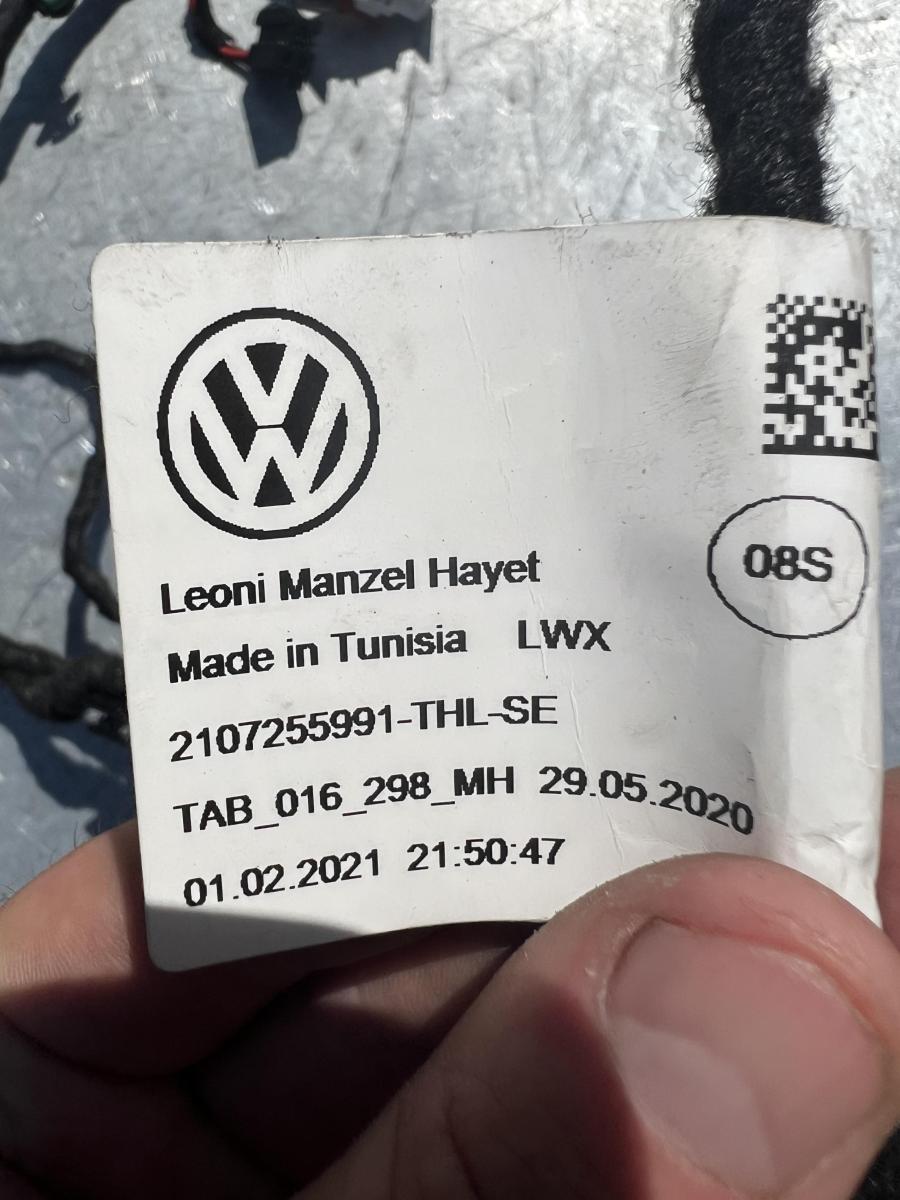 08S
Leoni Manzel Hayet
Made in Tunisia LWX
2107255991-THL-SE
TAB_016_298_MH 29.05.2020
01.02.2021 21:50:47